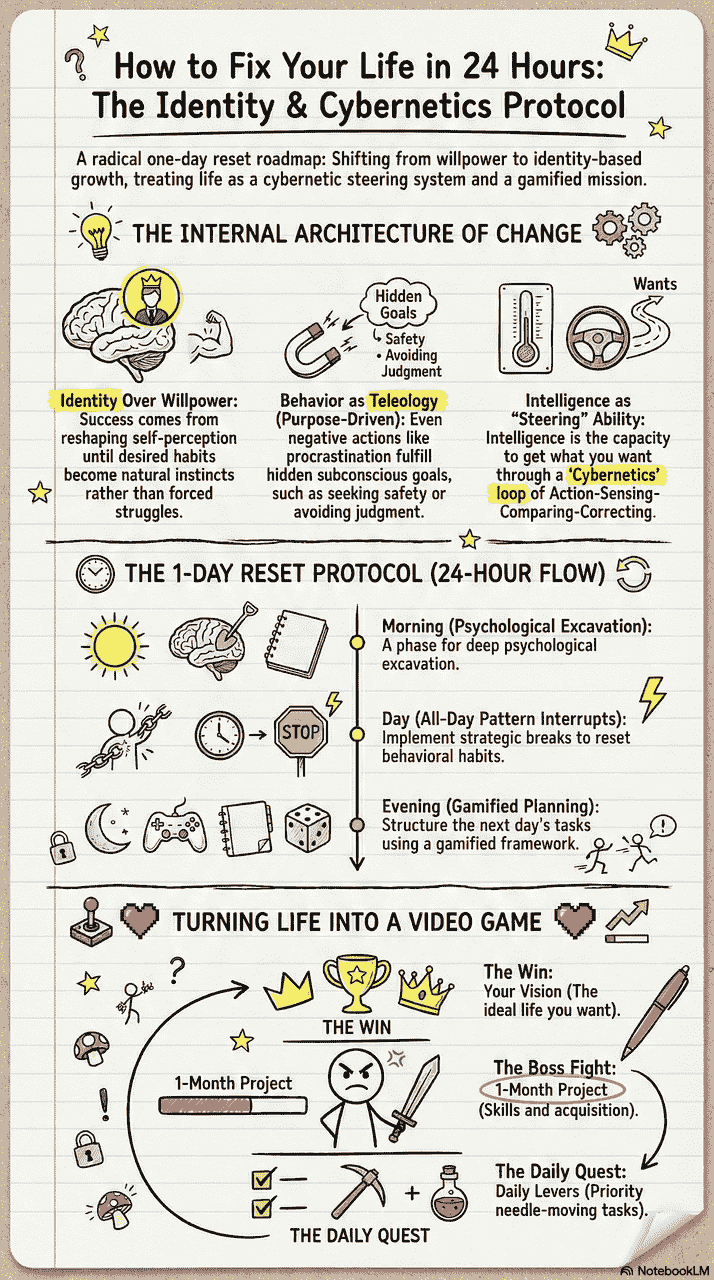 How to Fix Your Life in 24 Hours:
The Identity & Cybernetics Protocol
A radical one-day reset roadmap: Shifting from willpower to identity-based
growth, treating life as a cybernetic steering system and a gamified mission.
THE INTERNAL ARCHITECTURE OF CHANGE
Hidden
Goals
Safety
• Avoiding
Judgment
Wants
Identity Over Willpower:
Success comes from
reshaping self-perception
until desired habits
become natural instincts
rather than forced
struggles.
Behavior as Teleology
(Purpose-Driven): Even
negative actions like
procrastination fulfill
hidden subconscious goals,
such as seeking safety or
avoiding judgment.
Intelligence as
“Steering” Ability:
Intelligence is the capacity
to get what you want
through a ‘Cybernetics’
loop of Action-Sensing-
Comparing-Correcting.
THE 1-DAY RESET PROTOCOL (24-HOUR FLOW)
Morning (Psychological Excavation):
A phase for deep psychological
excavation.
STOP
Day (All-Day Pattern Interrupts):
Implement strategic breaks to reset
behavioral habits.
Evening (Gamified Planning):
Structure the next day's tasks
using a gamified framework.
TURNING LIFE INTO A VIDEO GAME
THE WIN
The Win:
Your Vision (The
ideal life you want).
1-Month Project
The Boss Fight:
1-Month Project
(Skills and acquisition).
The Daily Quest:
Daily Levers (Priority
needle-moving tasks).
THE DAILY QUEST
NotebookLM